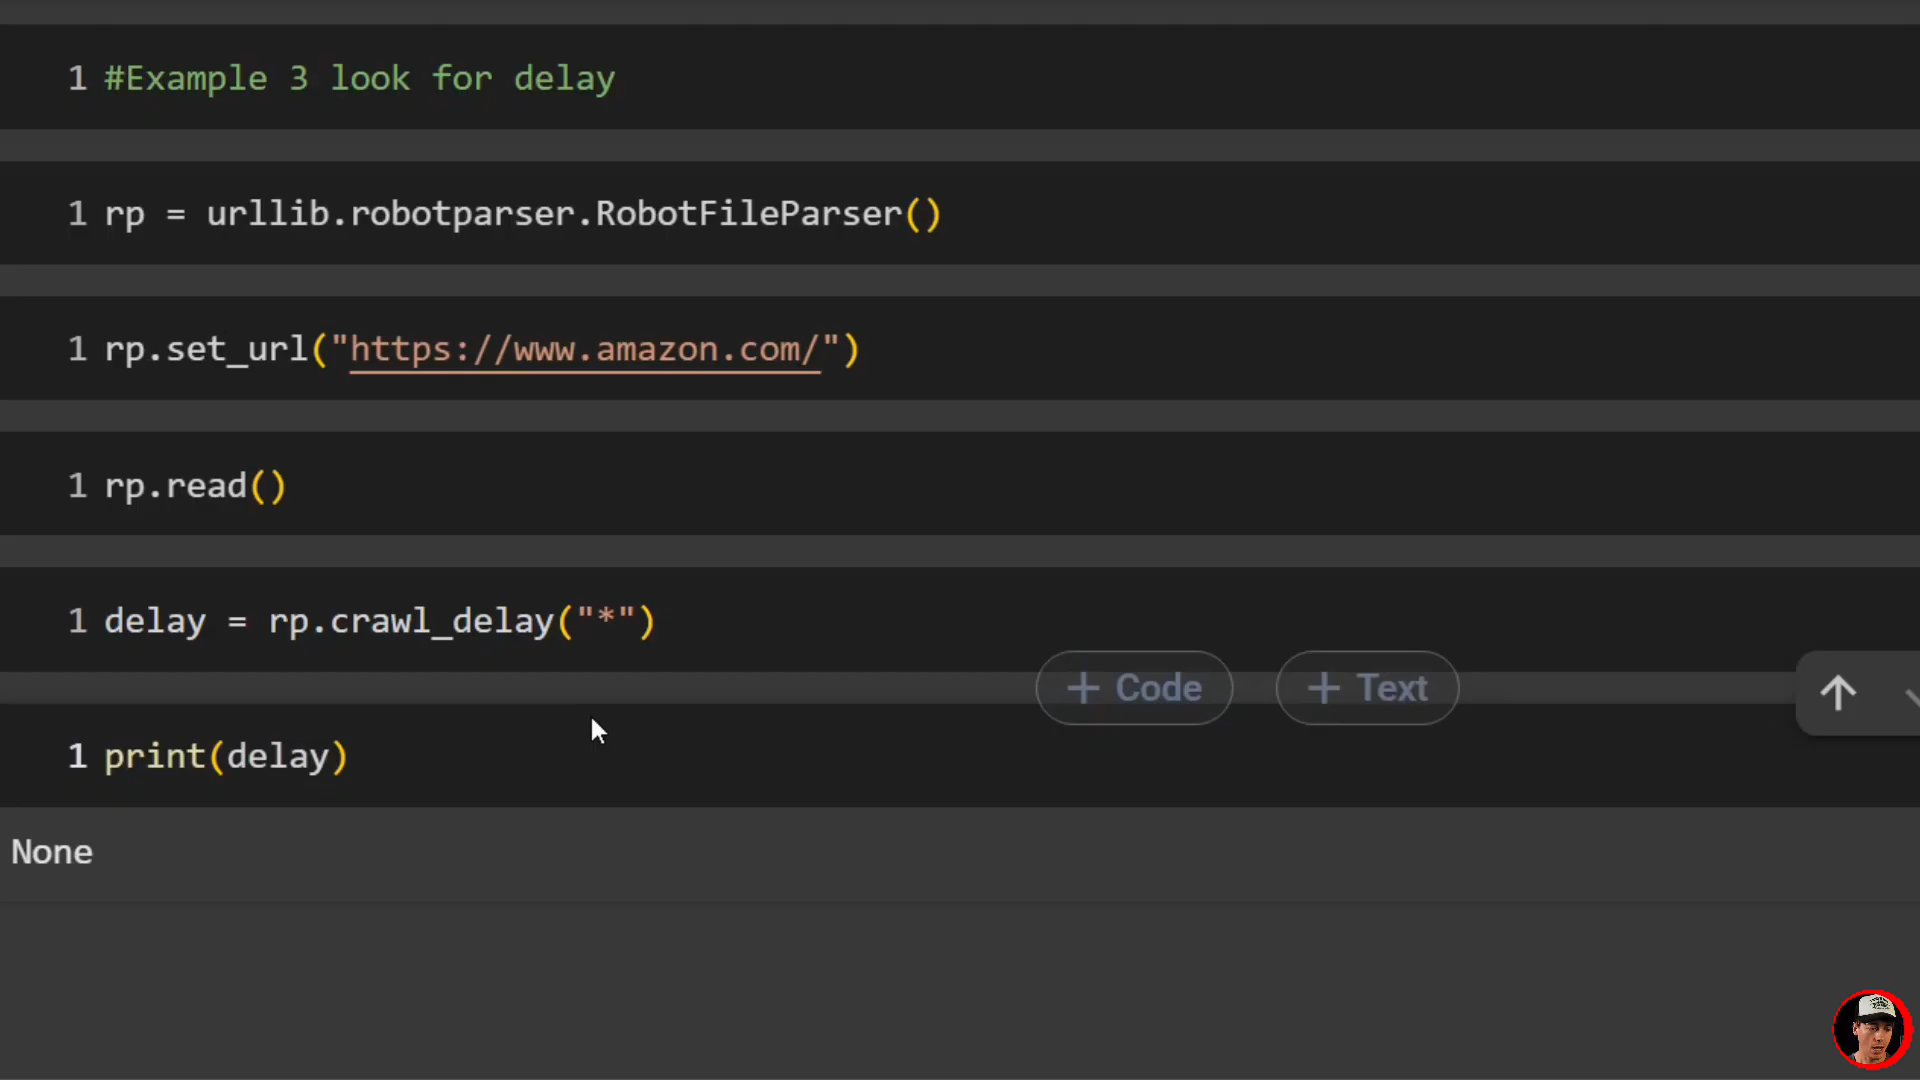 1 #Example 3 look for delay
1 rp = urllib.robotparser.RobotFileParser()
1 rp.set_url("https://www.amazon.com/")
1 rp.read()
1 delay = rp.crawl_delay("*")
+ Code + Text
1 print(delay)
None